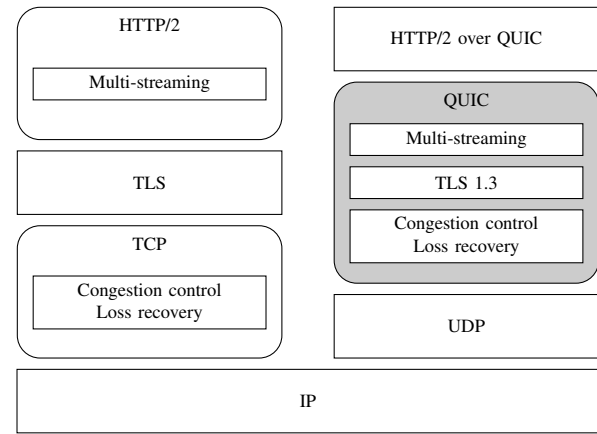 HTTP/2
Multi-streaming
TLS
TCP
Congestion control
Loss recovery
HTTP/2 over QUIC
QUIC
Multi-streaming
TLS 1.3
Congestion control
Loss recovery
UDP
IP